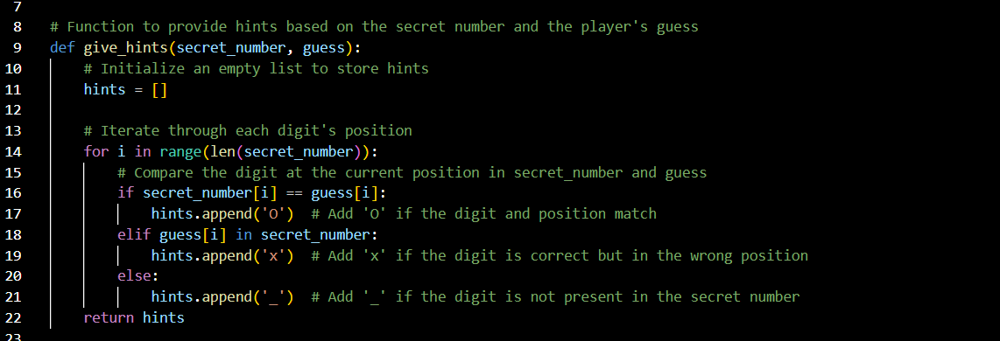 7
8 # Function to provide hints based on the secret number and the player's guess
9 def give_hints(secret_number, guess):
10     # Initialize an empty list to store hints
11     hints = []
12
13     # Iterate through each digit's position
14     for i in range(len(secret_number)):
15         # Compare the digit at the current position in secret_number and guess
16         if secret_number[i] == guess[i]:
17             hints.append('O')  # Add 'O' if the digit and position match
18         elif guess[i] in secret_number:
19             hints.append('x')  # Add 'x' if the digit is correct but in the wrong position
20         else:
21             hints.append('_')  # Add '_' if the digit is not present in the secret number
22     return hints
23